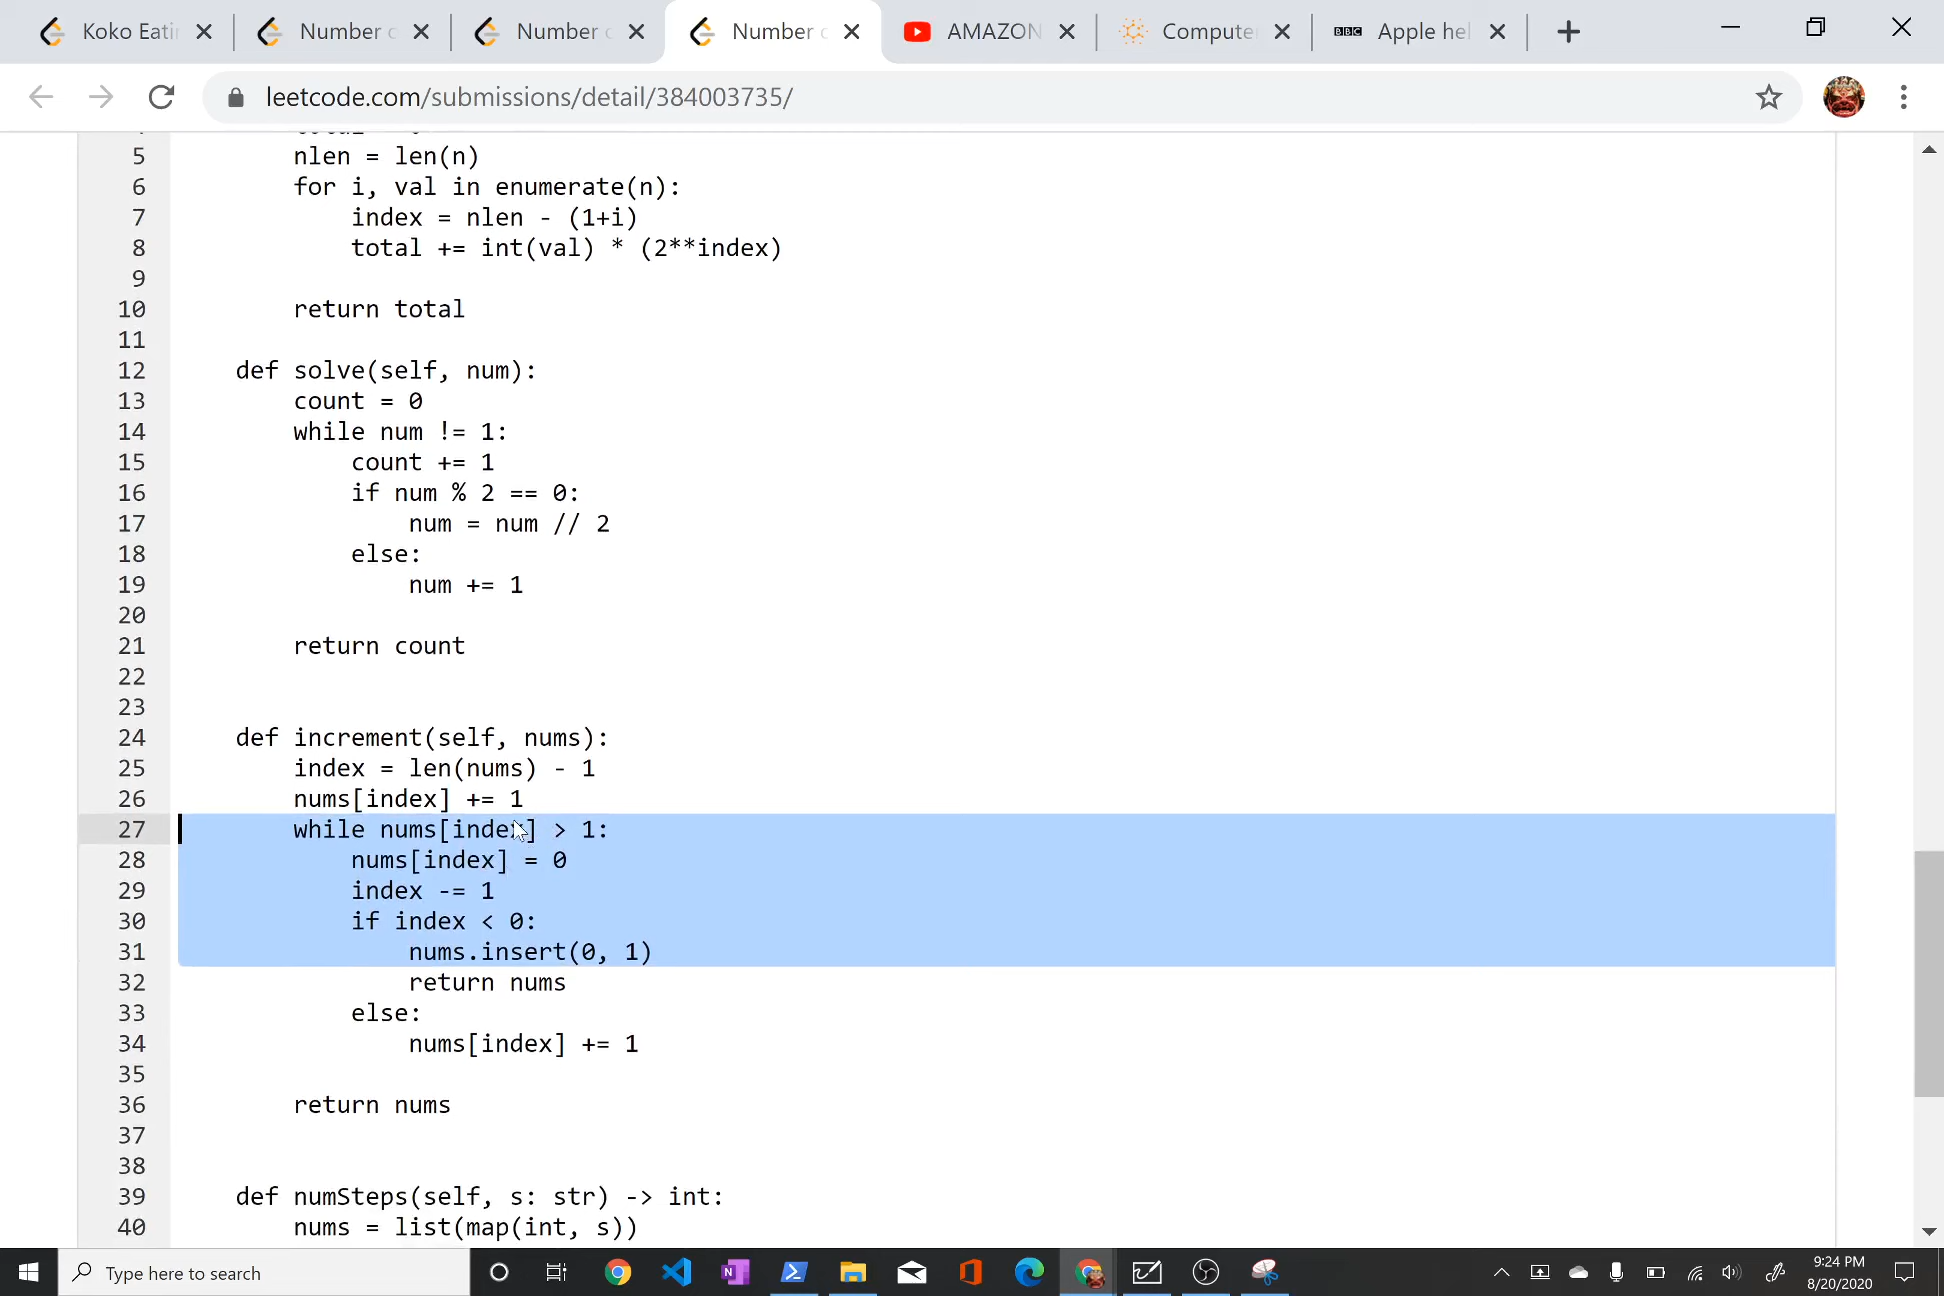 Koko Eati
Number c
Number c
Number c
AMAZON
Compute
BBC Apple hel
leetcode.com/submissions/detail/384003735/
5 nlen = len(n)
6 for i, val in enumerate(n):
7 index = nlen - (1+i)
8 total += int(val) * (2**index)
9
10 return total
11
12 def solve(self, num):
13 count = 0
14 while num != 1:
15 count += 1
16 if num % 2 == 0:
17 num = num // 2
18 else:
19 num += 1
20
21 return count
22
23
24 def increment(self, nums):
25 index = len(nums) - 1
26 nums[index] += 1
27 while nums[index] > 1:
28 nums[index] = 0
29 index -= 1
30 if index < 0:
31 nums.insert(0, 1)
32 return nums
33 else:
34 nums[index] += 1
35
36 return nums
37
38
39 def numSteps(self, s: str) -> int:
40 nums = list(map(int, s))
Type here to search
9:24 PM
8/20/2020